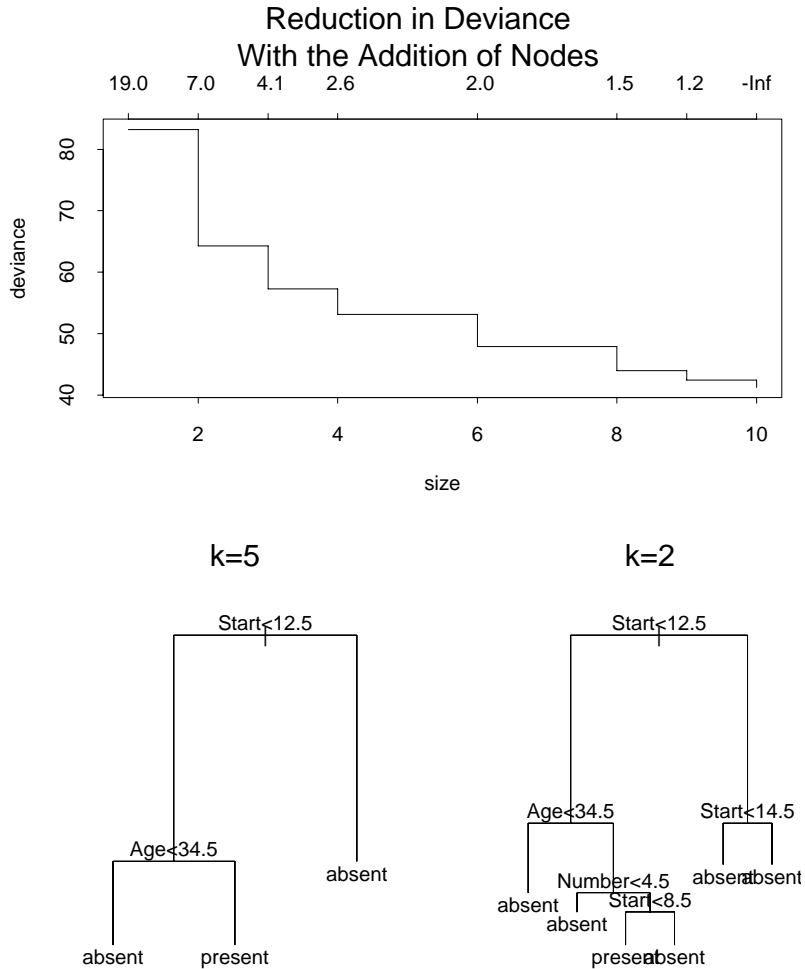 Reduction in Deviance
With the Addition of Nodes
19.0 7.0 4.1 2.6 2.0 1.5 1.2 -Inf
80
70
60
50
40
deviance
2 4 6 8 10
size
k=5
Start<12.5
Age<34.5
absent
absent present
k=2
Start<12.5
Age<34.5 Start<14.5
absent absent
Number<4.5
absent
Start<8.5
absent
present absent